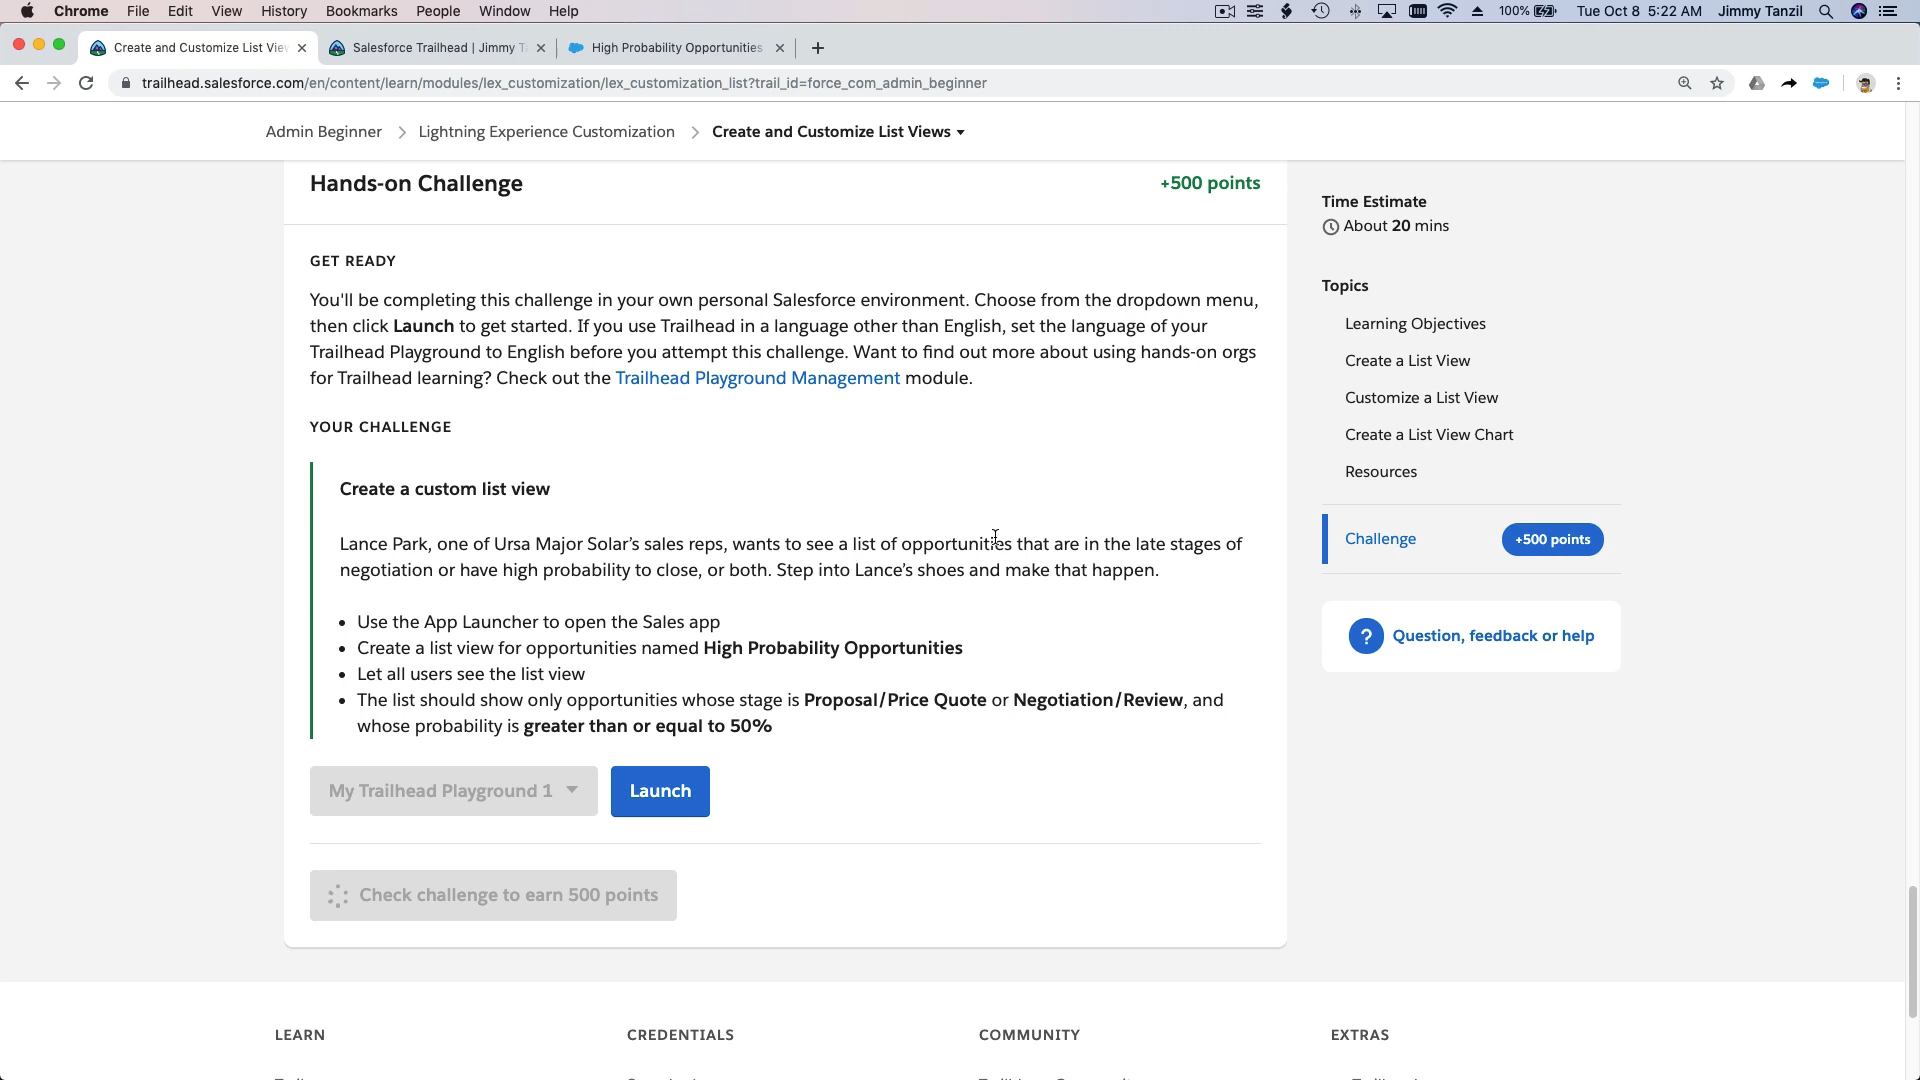 Chrome File Edit View History Bookmarks People Window Help 100% Tue Oct 8 5:22 AM Jimmy Tanzil
Create and Customize List View Salesforce Trailhead | Jimmy T High Probability Opportunities
trailhead.salesforce.com/en/content/learn/modules/lex_customization/lex_customization_list?trail_id=force_com_admin_beginner
Admin Beginner Lightning Experience Customization Create and Customize List Views
Hands-on Challenge +500 points
GET READY
You'll be completing this challenge in your own personal Salesforce environment. Choose from the dropdown menu,
then click Launch to get started. If you use Trailhead in a language other than English, set the language of your
Trailhead Playground to English before you attempt this challenge. Want to find out more about using hands-on orgs
for Trailhead learning? Check out the Trailhead Playground Management module.
YOUR CHALLENGE
Create a custom list view
Lance Park, one of Ursa Major Solar’s sales reps, wants to see a list of opportunities that are in the late stages of
negotiation or have high probability to close, or both. Step into Lance’s shoes and make that happen.
• Use the App Launcher to open the Sales app
• Create a list view for opportunities named High Probability Opportunities
• Let all users see the list view
• The list should show only opportunities whose stage is Proposal/Price Quote or Negotiation/Review, and
whose probability is greater than or equal to 50%
My Trailhead Playground 1 Launch
Check challenge to earn 500 points
Time Estimate
About 20 mins
Topics
Learning Objectives
Create a List View
Customize a List View
Create a List View Chart
Resources
Challenge +500 points
? Question, feedback or help
LEARN CREDENTIALS COMMUNITY EXTRAS